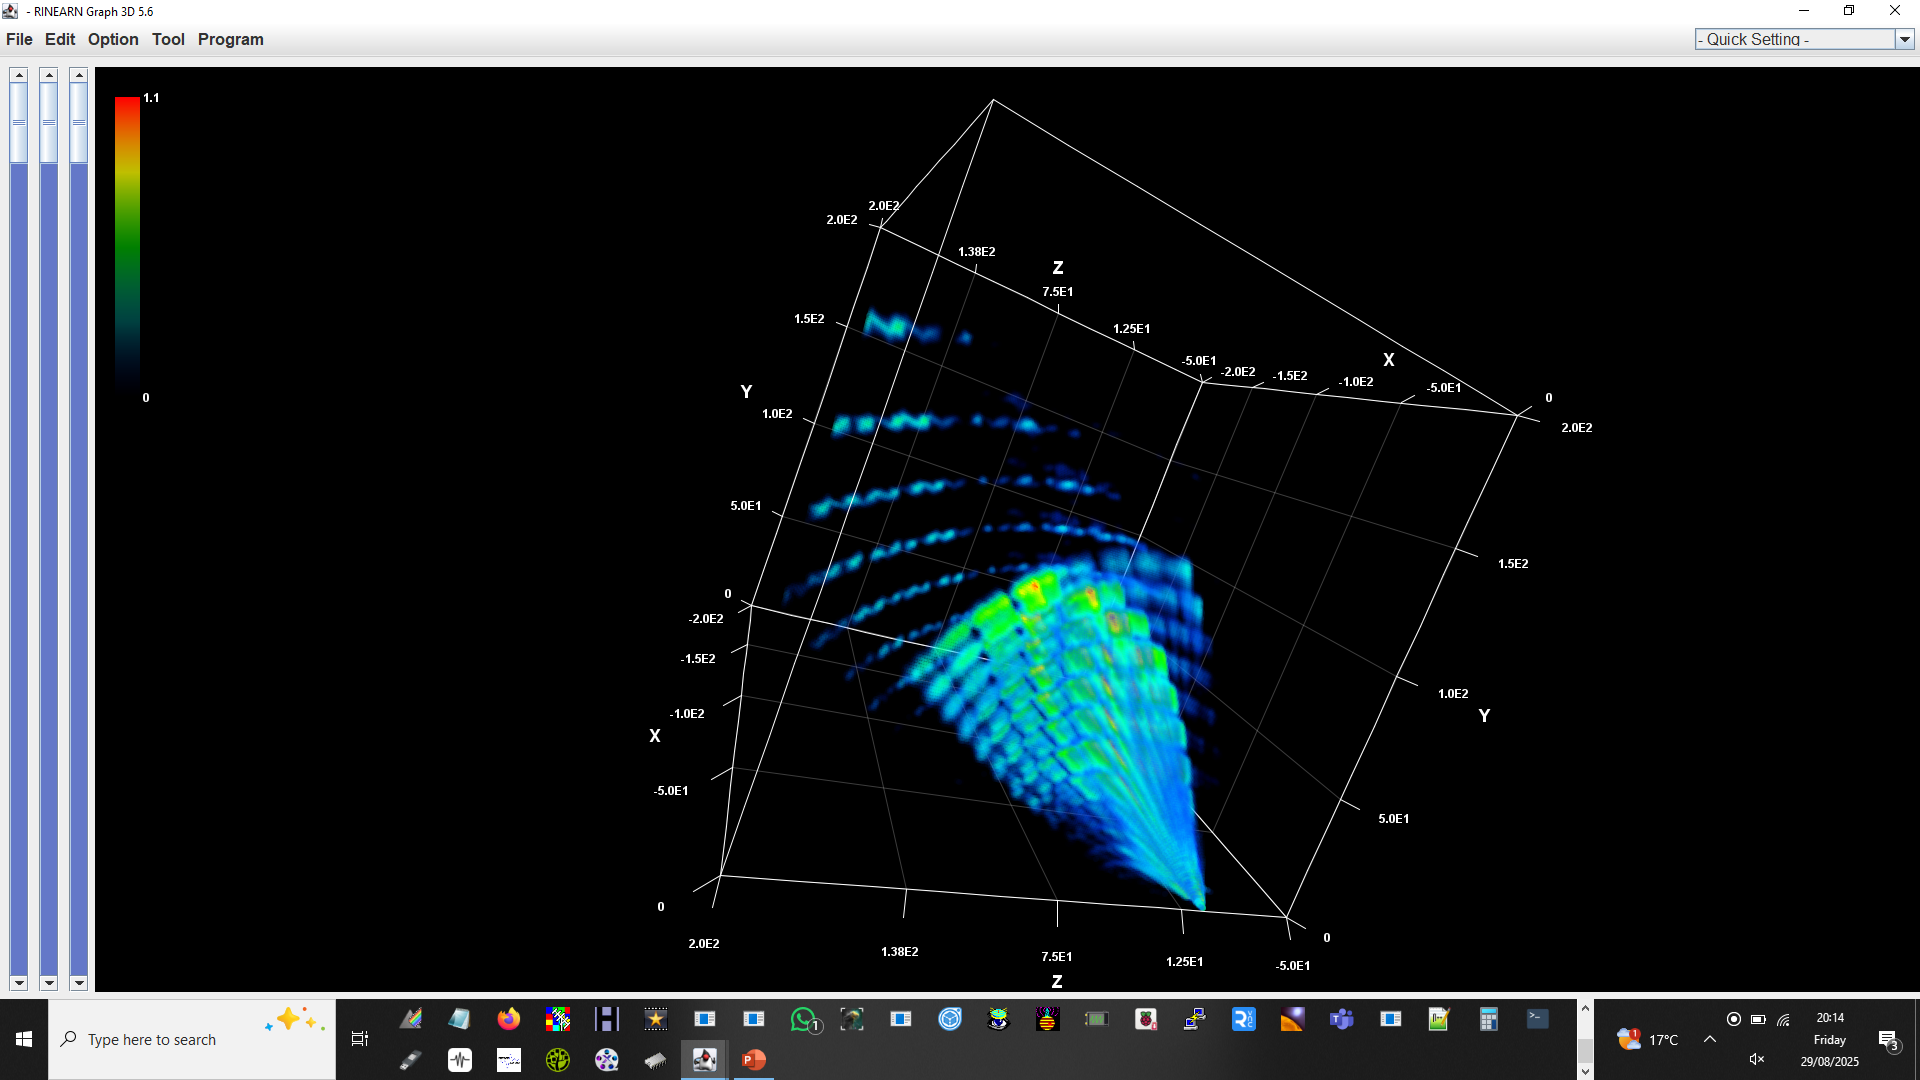 - RINEARN Graph 3D 5.6
File Edit Option Tool Program
- Quick Setting -
1.1
0
2.0E2
2.0E2
1.38E2
Z
7.5E1
1.25E1
-5.0E1
-2.0E2
-1.5E2
X
-1.0E2
-5.0E1
0
2.0E2
1.5E2
Y
1.0E2
5.0E1
0
-2.0E2
-1.5E2
-1.0E2
X
-5.0E1
0
1.5E2
1.0E2
Y
5.0E1
0
2.0E2
1.38E2
7.5E1
1.25E1
-5.0E1
Z
Type here to search
1
1
17°C
20:14
Friday
29/08/2025
3